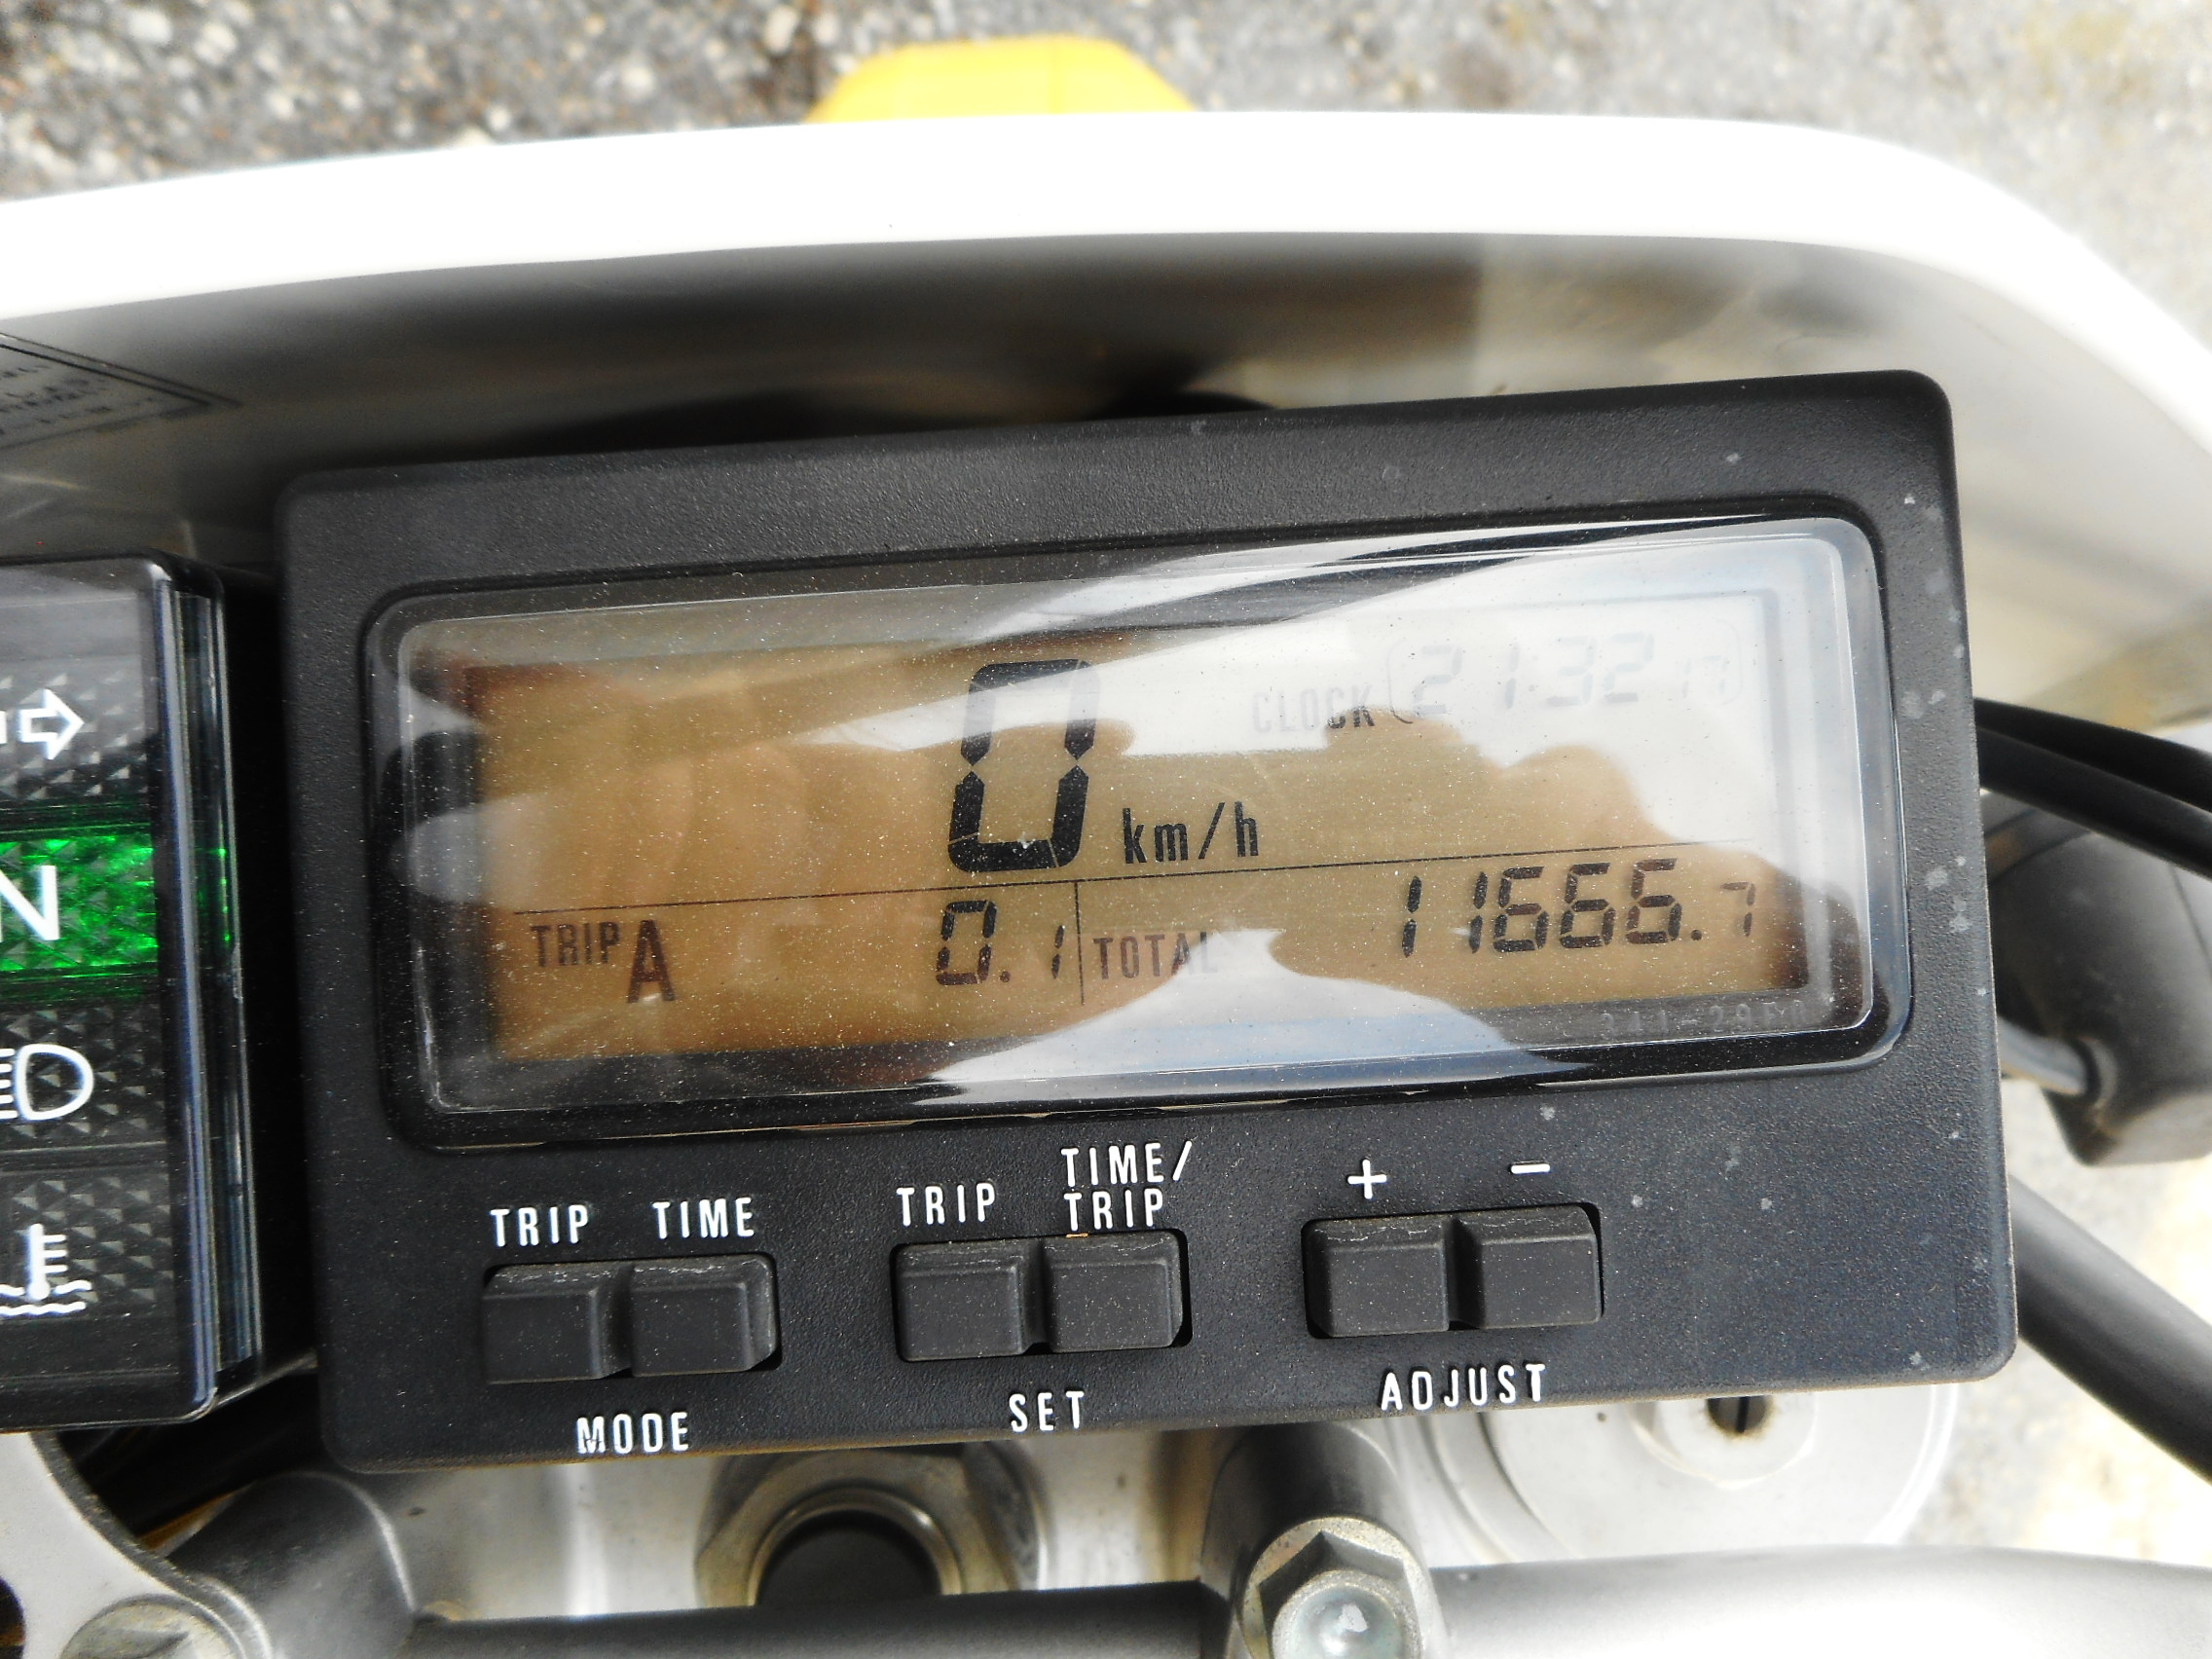 CLOCK 21 32 19
0 km/h
TRIP A 0.1 TOTAL 11666.7
N
TRIP TIME TRIP TIME/
TRIP + −
MODE SET ADJUST